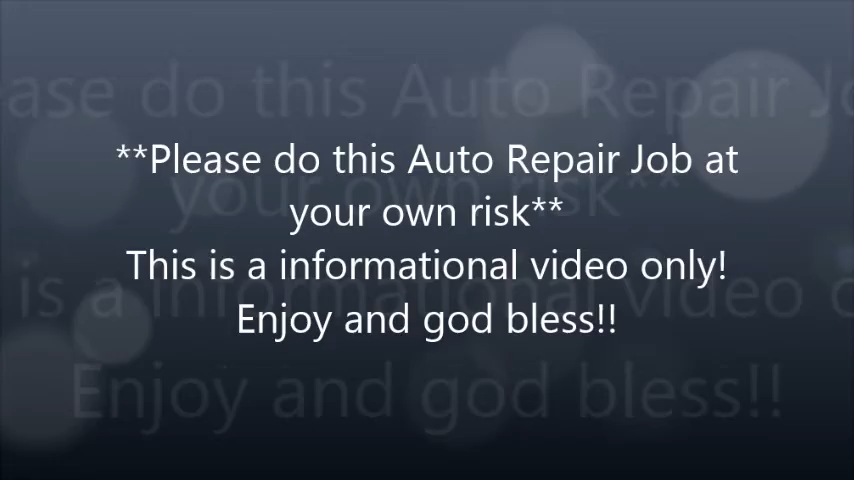 **Please do this Auto Repair Job at
your own risk**
This is a informational video only!
Enjoy and god bless!!